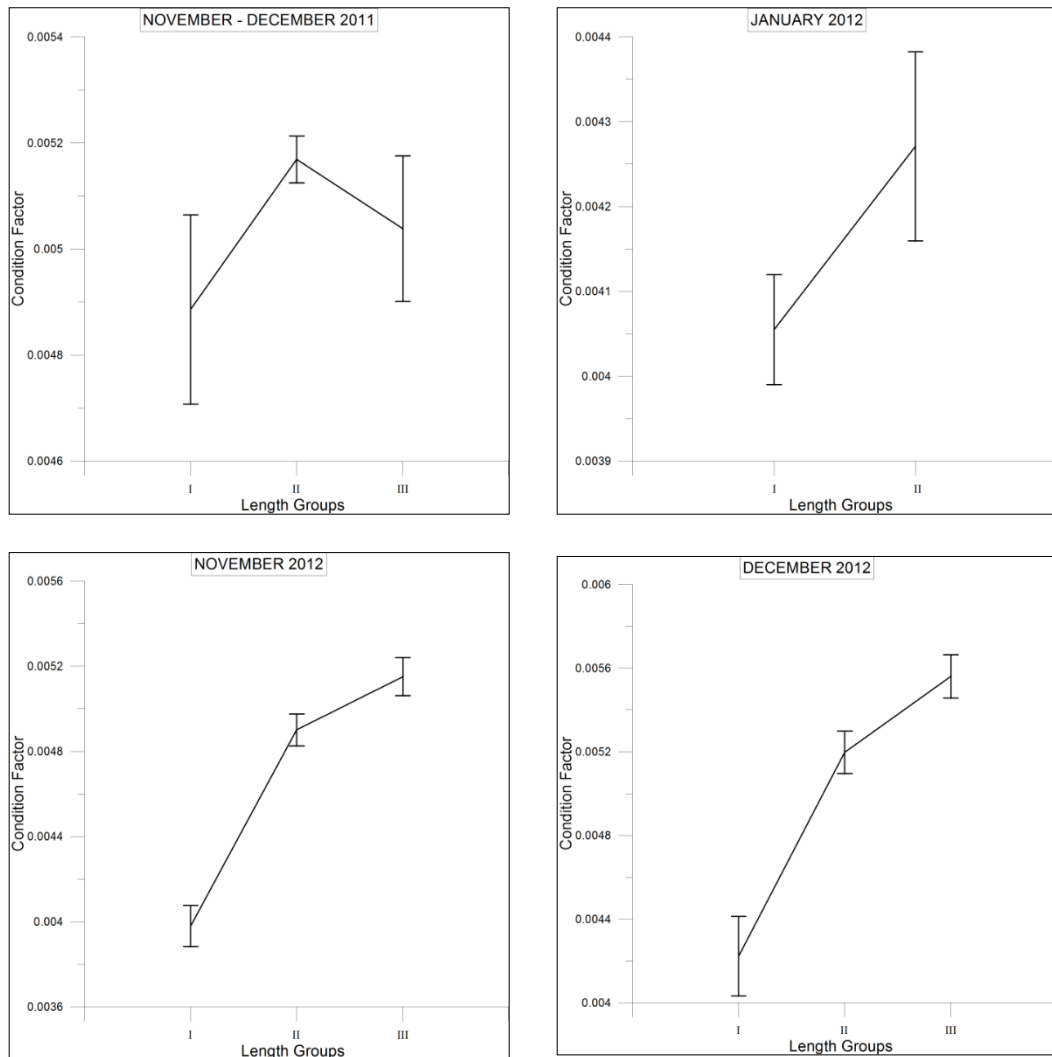 NOVEMBER - DECEMBER 2011
0.0054
0.0052
0.005
0.0048
0.0046
Condition Factor
I II III
Length Groups
JANUARY 2012
0.0044
0.0043
0.0042
0.0041
0.004
0.0039
Condition Factor
I II
Length Groups
NOVEMBER 2012
0.0056
0.0052
0.0048
0.0044
0.004
0.0036
Condition Factor
I II III
Length Groups
DECEMBER 2012
0.006
0.0056
0.0052
0.0048
0.0044
0.004
Condition Factor
I II III
Length Groups